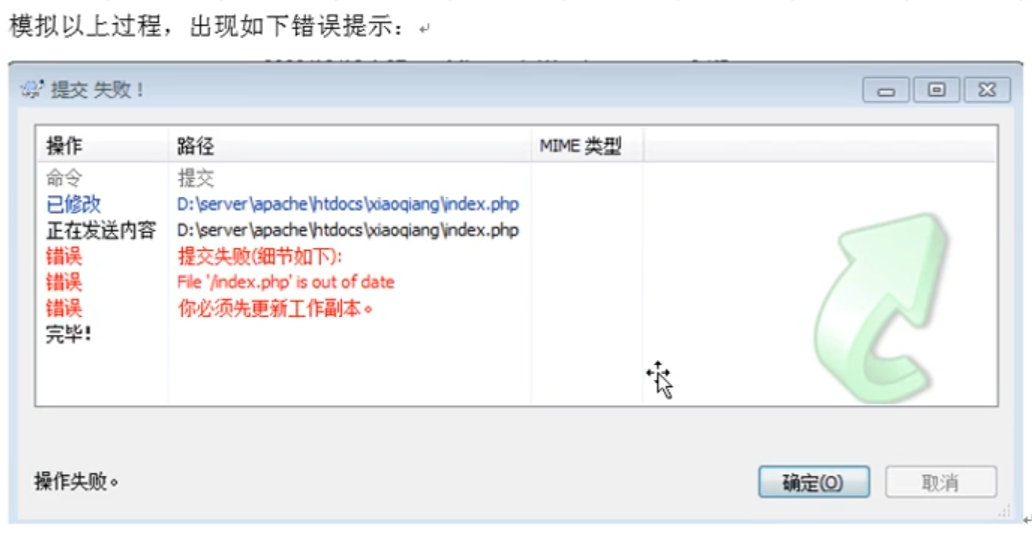 模拟以上过程，出现如下错误提示：
提交 失败！
操作 路径 MIME 类型
命令 提交
已修改 D:\server\apache\htdocs\xiaoqiang\index.php
正在发送内容 D:\server\apache\htdocs\xiaoqiang\index.php
错误 提交失败(细节如下):
错误 File '/index.php' is out of date
错误 你必须先更新工作副本。
完毕!
操作失败。 确定(O) 取消